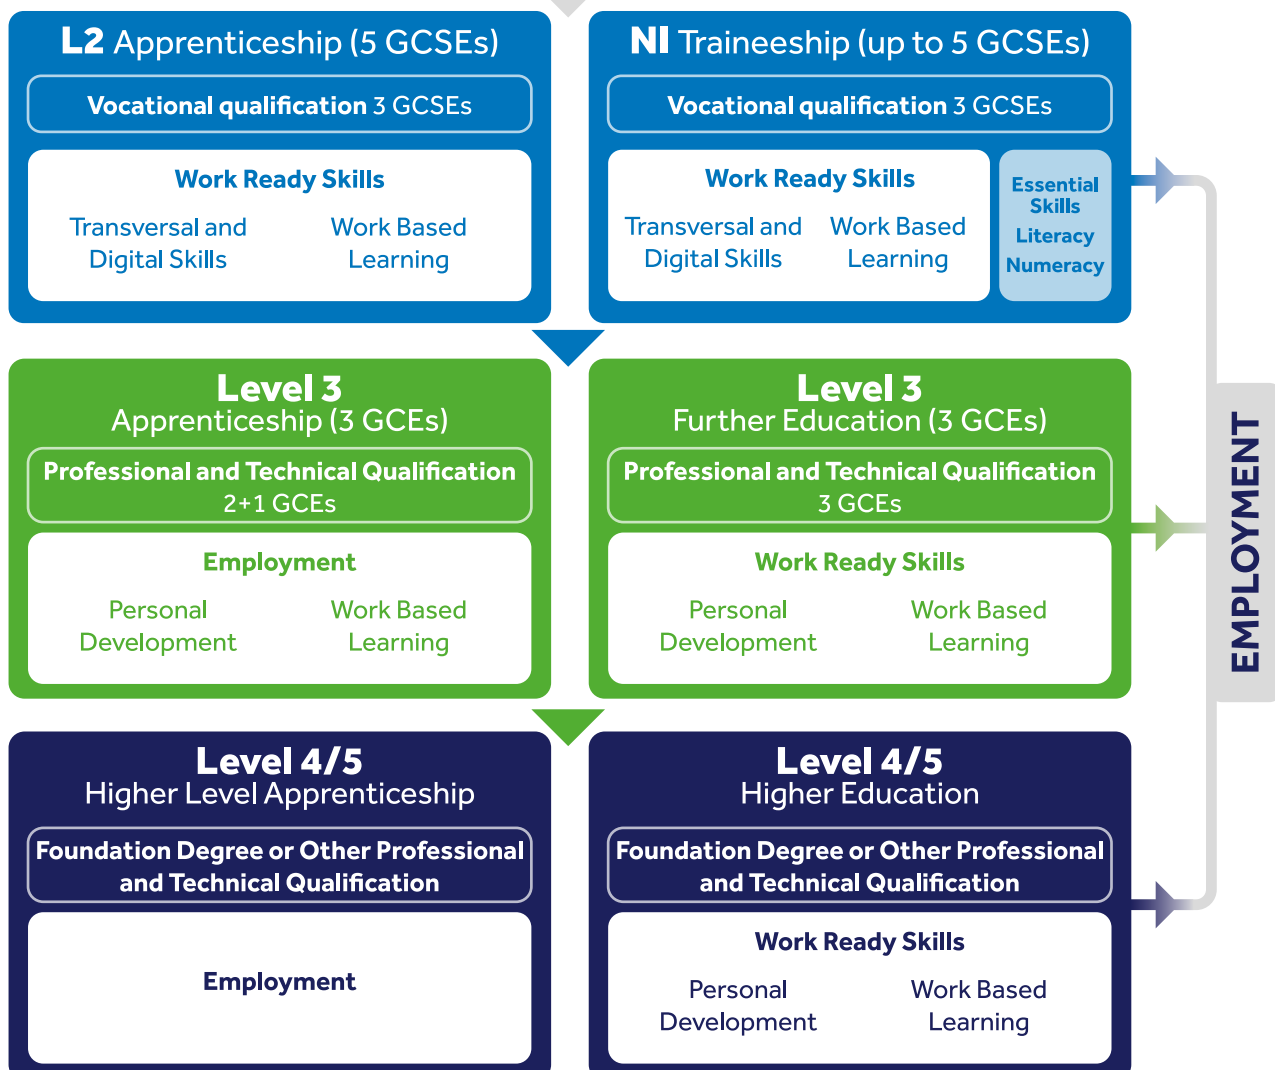 L2 Apprenticeship (5 GCSEs)
Vocational qualification 3 GCSEs
Work Ready Skills
Transversal and
Digital Skills
Work Based
Learning
NI Traineeship (up to 5 GCSEs)
Vocational qualification 3 GCSEs
Work Ready Skills
Transversal and
Digital Skills
Work Based
Learning
Essential
Skills
Literacy
Numeracy
Level 3
Apprenticeship (3 GCEs)
Professional and Technical Qualification
2+1 GCEs
Employment
Personal
Development
Work Based
Learning
Level 3
Further Education (3 GCEs)
Professional and Technical Qualification
3 GCEs
Work Ready Skills
Personal
Development
Work Based
Learning
Level 4/5
Higher Level Apprenticeship
Foundation Degree or Other Professional
and Technical Qualification
Employment
Level 4/5
Higher Education
Foundation Degree or Other Professional
and Technical Qualification
Work Ready Skills
Personal
Development
Work Based
Learning
EMPLOYMENT